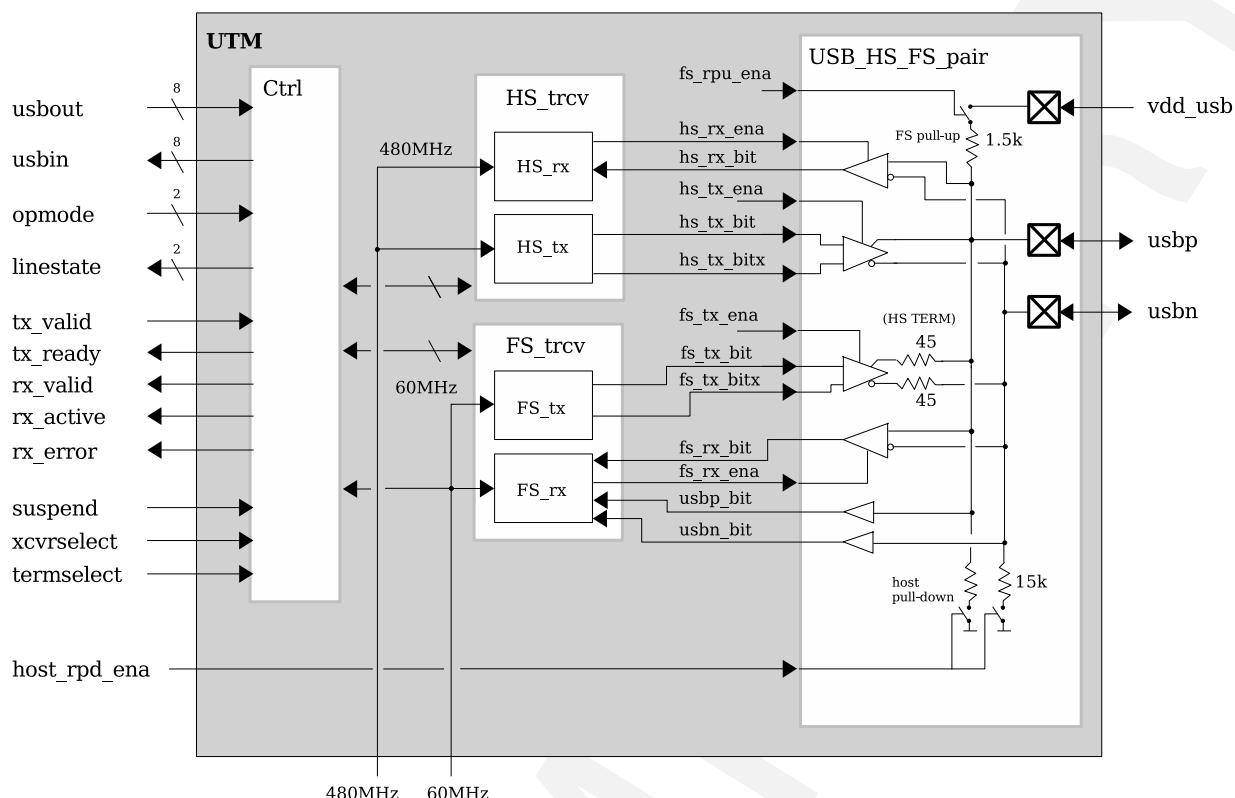 UTM
USB_HS_FS_pair
Ctrl
HS_trcv
fs_rpu_ena
8
usbout
vdd_usb
hs_rx_ena
FS pull-up
1.5k
8
usbin
480MHz
HS_rx
hs_rx_bit
2
opmode
hs_tx_ena
hs_tx_bit
HS_tx
usbp
2
linestate
hs_tx_bitx
usbn
tx_valid
fs_tx_ena
(HS TERM)
45
tx_ready
FS_trcv
fs_tx_bit
rx_valid
60MHz
fs_tx_bitx
45
rx_active
FS_tx
rx_error
fs_rx_bit
fs_rx_ena
FS_rx
usbp_bit
suspend
usbn_bit
xcvrselect
termselect
host
pull-down
15k
host_rpd_ena
480MHz
60MHz